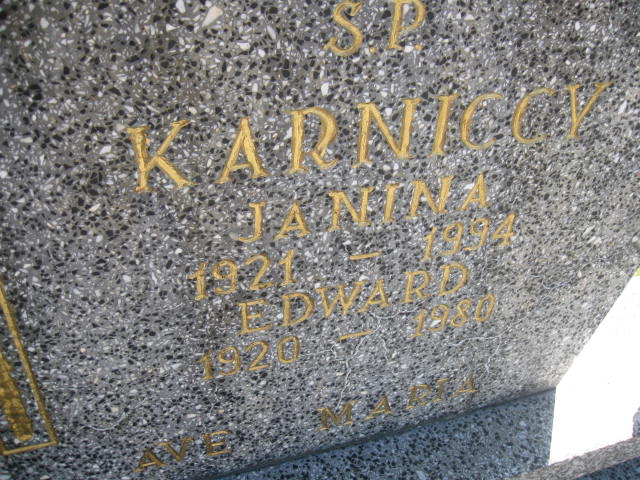 S.P.
KARNICCY
JANINA
1921 – 1994
EDWARD
1920 – 1980
AVE MARIA